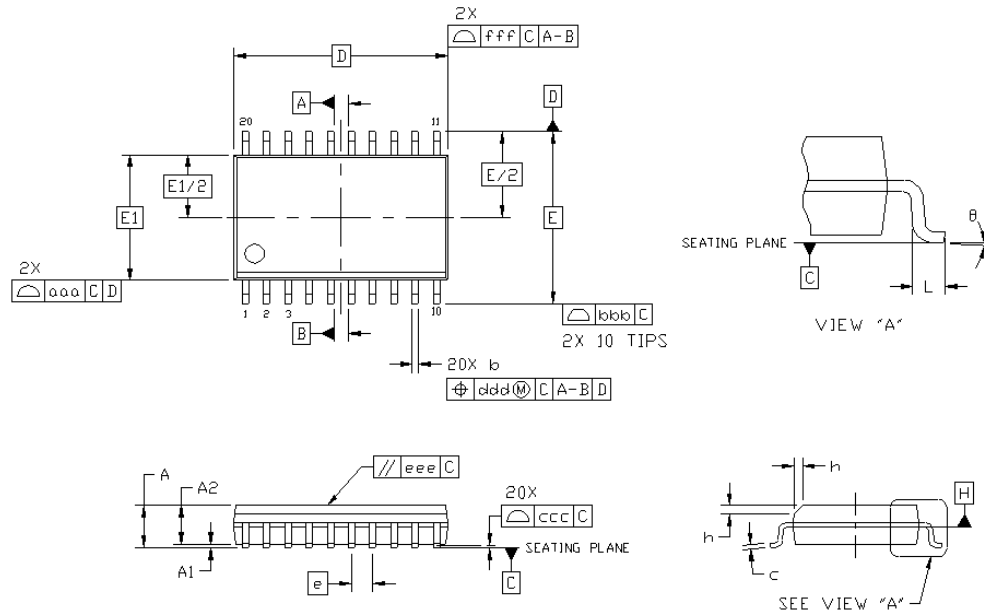 2X
⌓ fff C A-B
D
A
D
20
11
E1/2
E/2
E1
E
2X
⌓ aaa C D
1 2 3
10
B
⌓ bbb C
2X 10 TIPS
20X b
⌖ ddd Ⓜ C A-B D
θ
SEATING PLANE
C
L
VIEW "A"
// eee C
A
A2
20X
⌓ ccc C
SEATING PLANE
A1
e
C
h
H
h
c
SEE VIEW "A"